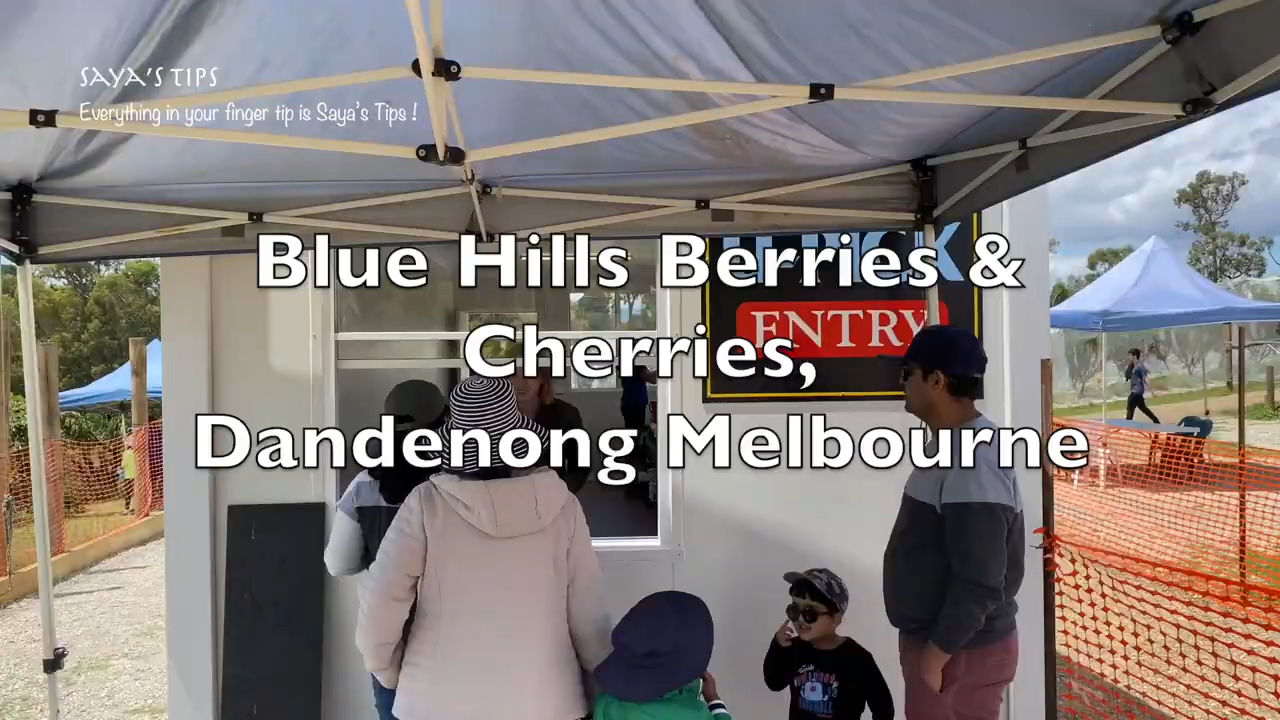 SAYA'S TIPS
Everything in your finger tip is Saya's Tips !
Blue Hills Berries &
Cherries,
Dandenong Melbourne
ENTRY